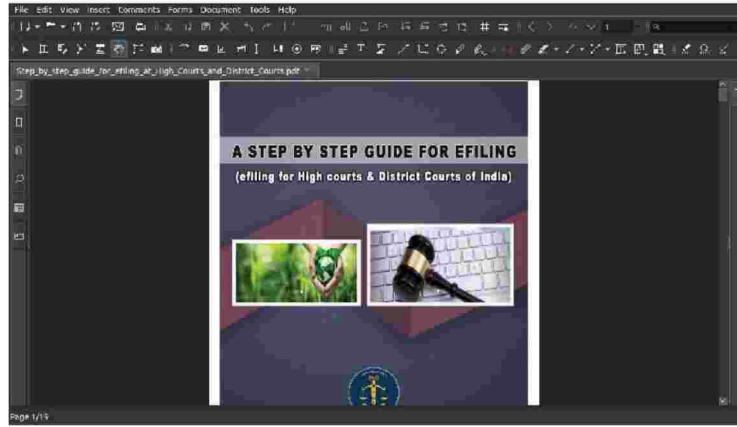 File Edit View Insert Comments Forms Document Tools Help
1
Step_by_step_guide_for_efiling_at_High_Courts_and_District_Courts.pdf
A STEP BY STEP GUIDE FOR EFILING
(efiling for High courts & District Courts of India)
Page 1/19